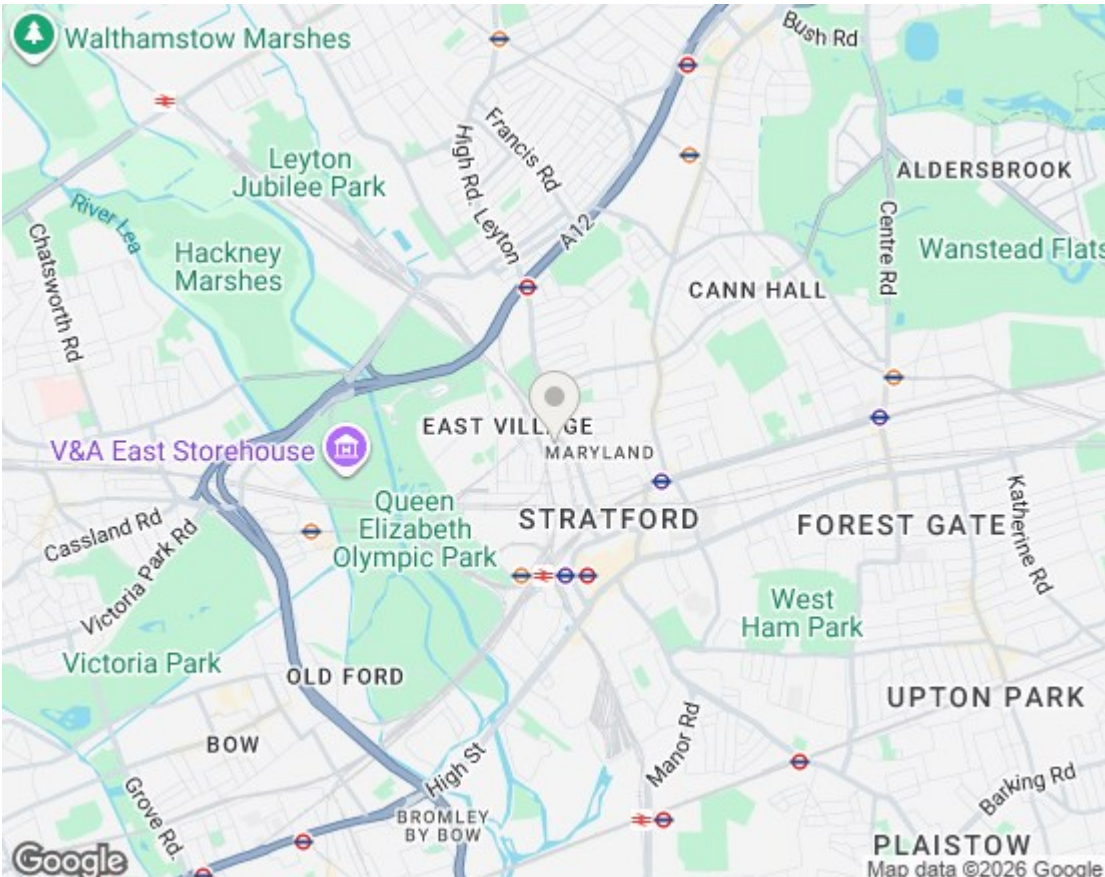 Walthamstow Marshes
Bush Rd
Leyton
Jubilee Park
Francis Rd
High Rd. Leyton
ALDERSBROOK
River Lea
Chatsworth Rd
Hackney
Marshes
A12
Centre Rd
Wanstead Flats
CANN HALL
EAST VILL GE
MARYLAND
V&A East Storehouse
Queen
Elizabeth
Olympic Park
STRATFORD
FOREST GATE
Katherine Rd
Cassland Rd
Victoria Park Rd
West
Ham Park
Victoria Park
OLD FORD
UPTON PARK
BOW
Manor Rd
High St
Barking Rd
Grove Rd.
BROMLEY
BY BOW
PLAISTOW
Google
Map data ©2026 Google